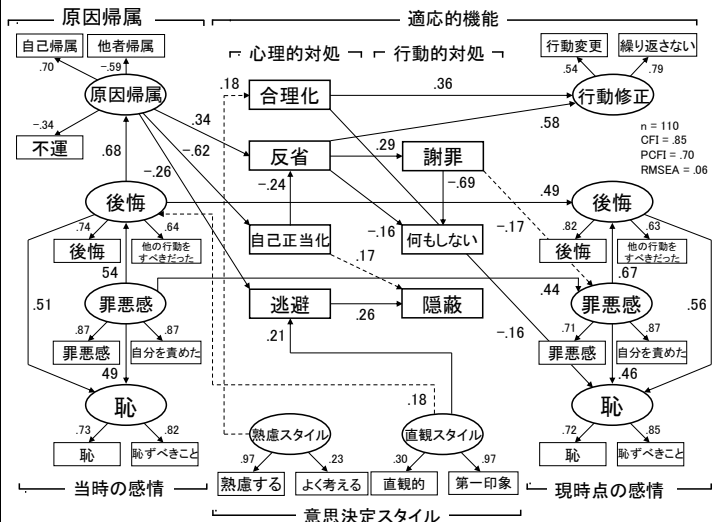 原因帰属
適応的機能
自己帰属
他者帰属
.70
-.59
原因帰属
-.34
不運
.68
-.26
-.62
.34
心理的対処
行動的対処
.18
合理化
.36
行動変更
繰り返さない
.54
.79
行動修正
.58
n = 110
CFI = .85
PCFI = .70
RMSEA = .06
反省
.29
謝罪
-.24
-.69
-.16
自己正当化
何もしない
.17
-.17
逃避
.26
隠蔽
.21
-.16
.49
.44
後悔
.74
.64
後悔
他の行動を
すべきだった
54
.51
罪悪感
.87
.87
罪悪感
自分を責めた
49
恥
.73
.82
恥
恥ずべきこと
当時の感情
後悔
.82
.63
後悔
他の行動を
すべきだった
.67
.56
罪悪感
.71
.87
罪悪感
自分を責めた
.46
恥
.72
.85
恥
恥ずべきこと
現時点の感情
.18
熟慮スタイル
直観スタイル
.97
.23
.30
.97
熟慮する
よく考える
直観的
第一印象
意思決定スタイル